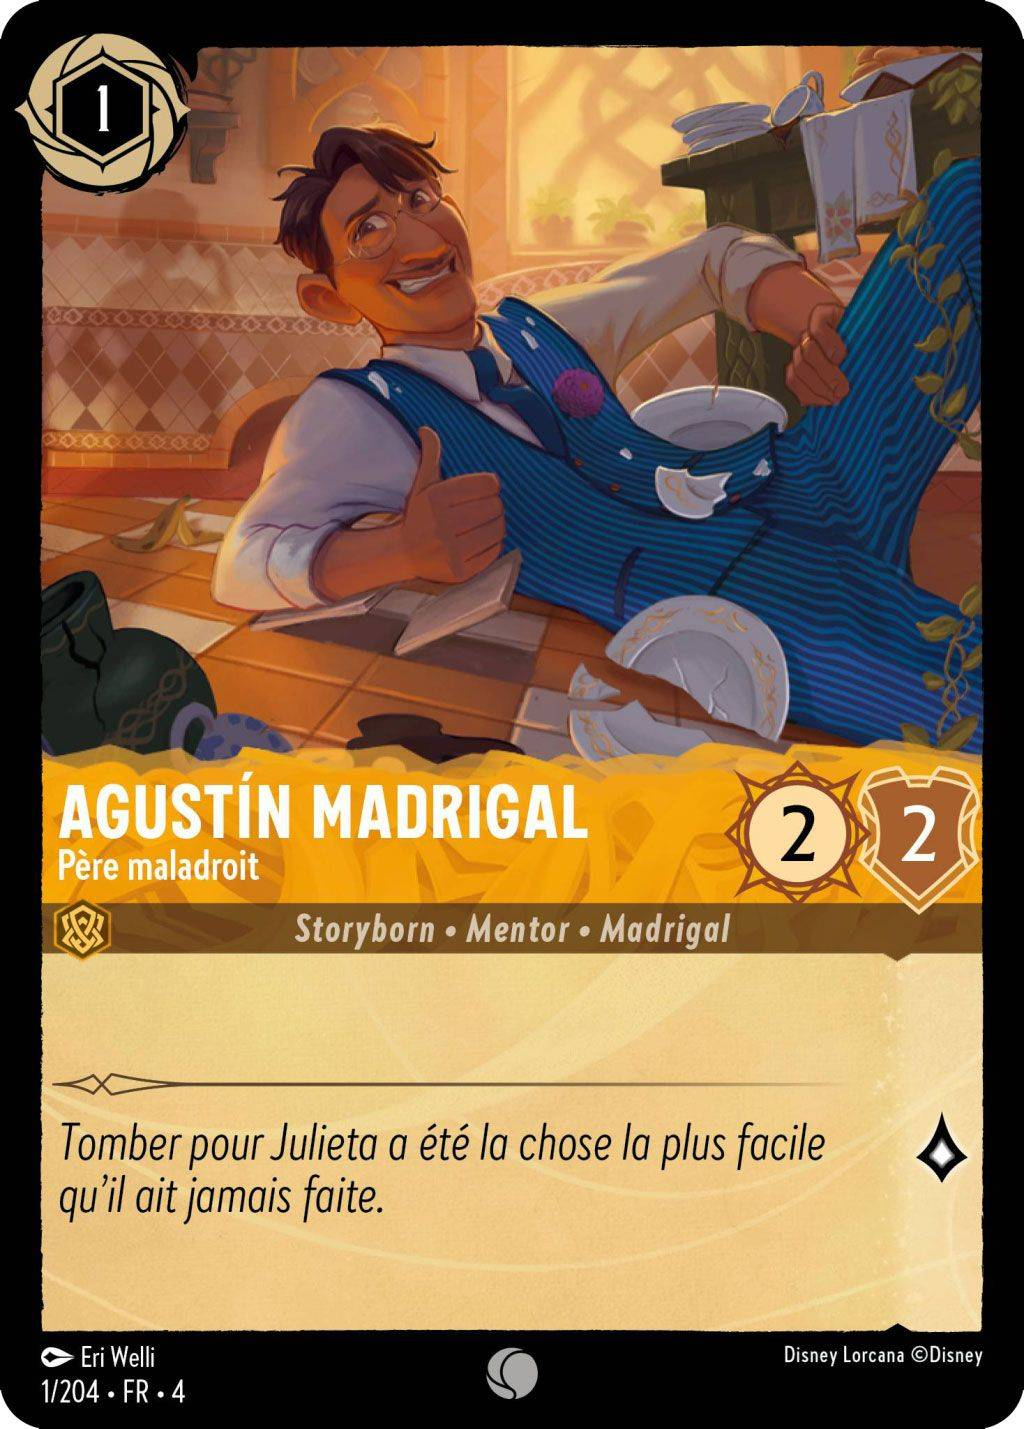 1
AGUSTÍN MADRIGAL
Père maladroit
2
2
Storyborn • Mentor • Madrigal
Tomber pour Julieta a été la chose la plus facile
qu'il ait jamais faite.
Eri Welli
1/204 • FR • 4
Disney Lorcana ©Disney